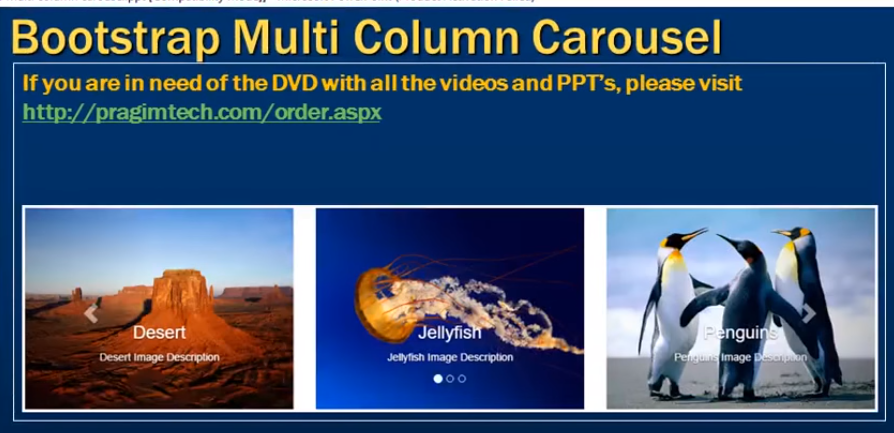 Bootstrap Multi Column Carousel
If you are in need of the DVD with all the videos and PPT's, please visit
http://pragimtech.com/order.aspx
Desert
Jellyfish
Penguins
Desert Image Description
Jellyfish Image Description
Penguins Image Description